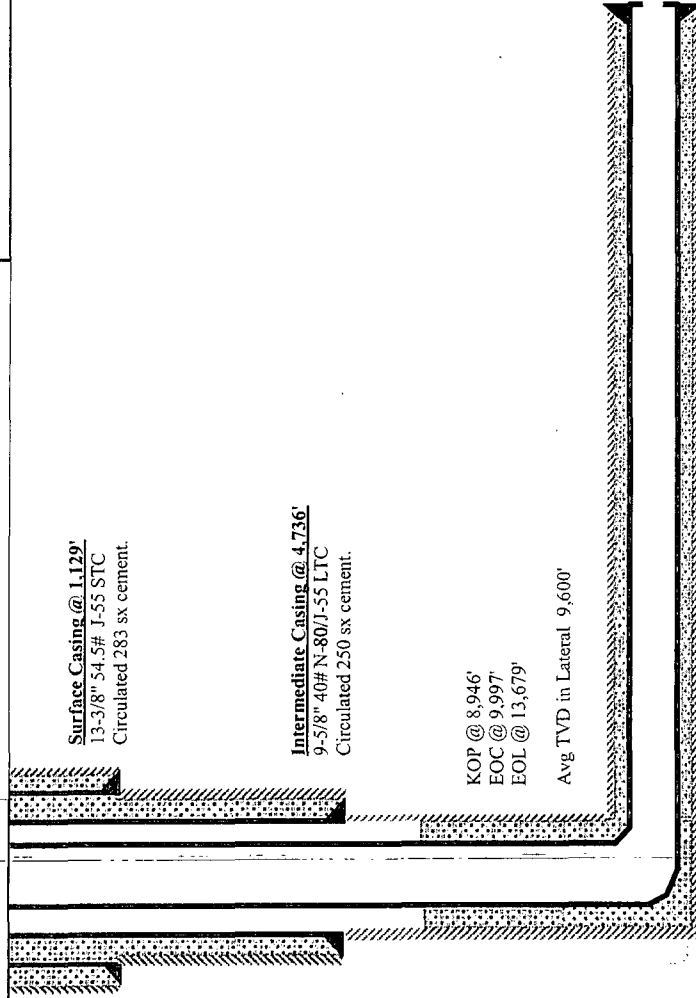 Surface Casing @ 1,129'
13-3/8" 54.5# J-55 STC
Circulated 283 sx cement.
Intermediate Casing @ 4,736'
9-5/8" 40# N-80/J-55 LTC
Circulated 250 sx cement.
KOP @ 8,946'
EOC @ 9,997'
EOL @ 13,679'
Avg TVD in Lateral 9,600'